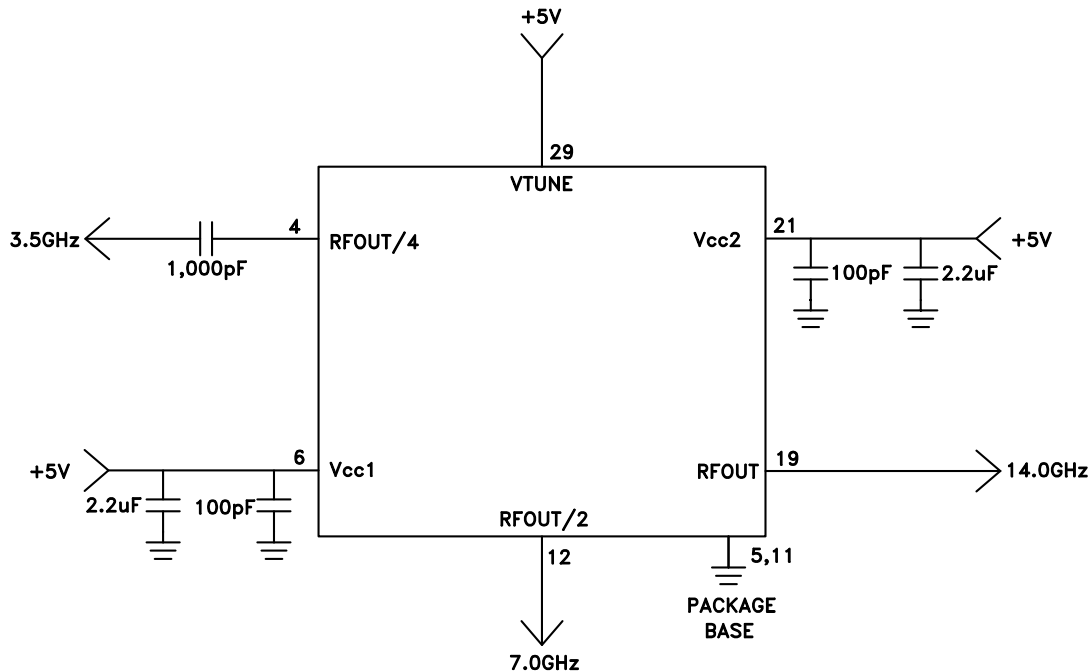 +5V
29
VTUNE
3.5GHz
1,000pF
4
RFOUT/4
Vcc2
21
100pF
2.2uF
+5V
+5V
2.2uF
100pF
6
Vcc1
RFOUT
19
14.0GHz
RFOUT/2
12
5,11
PACKAGE
BASE
7.0GHz